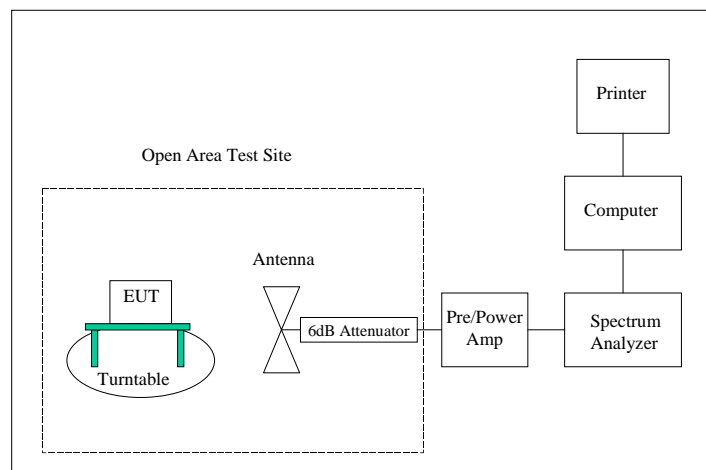 Printer
Open Area Test Site
Computer
Antenna
EUT
6dB Attenuator
Pre/Power
Amp
Spectrum
Analyzer
Turntable